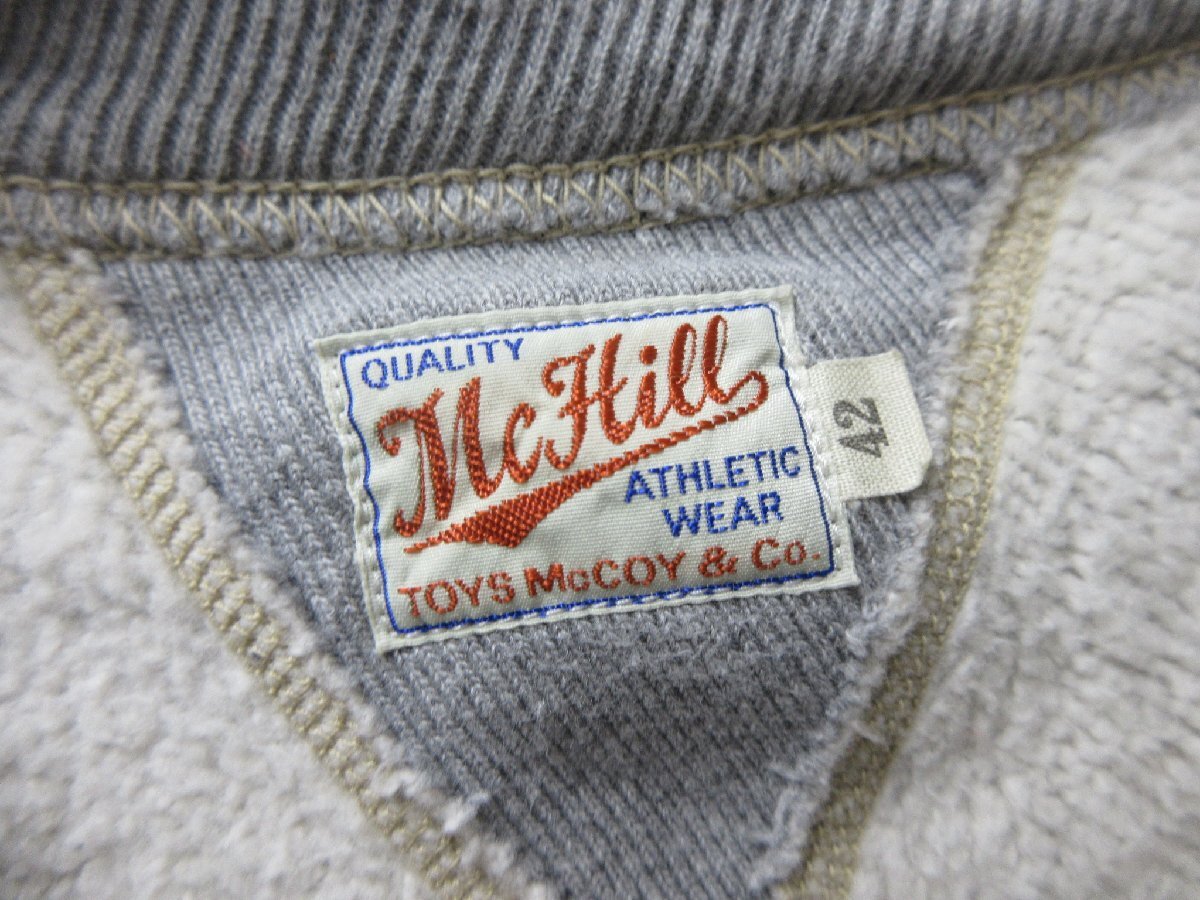 QUALITY
McHill
ATHLETIC
WEAR
TOYS McCOY & Co.
42